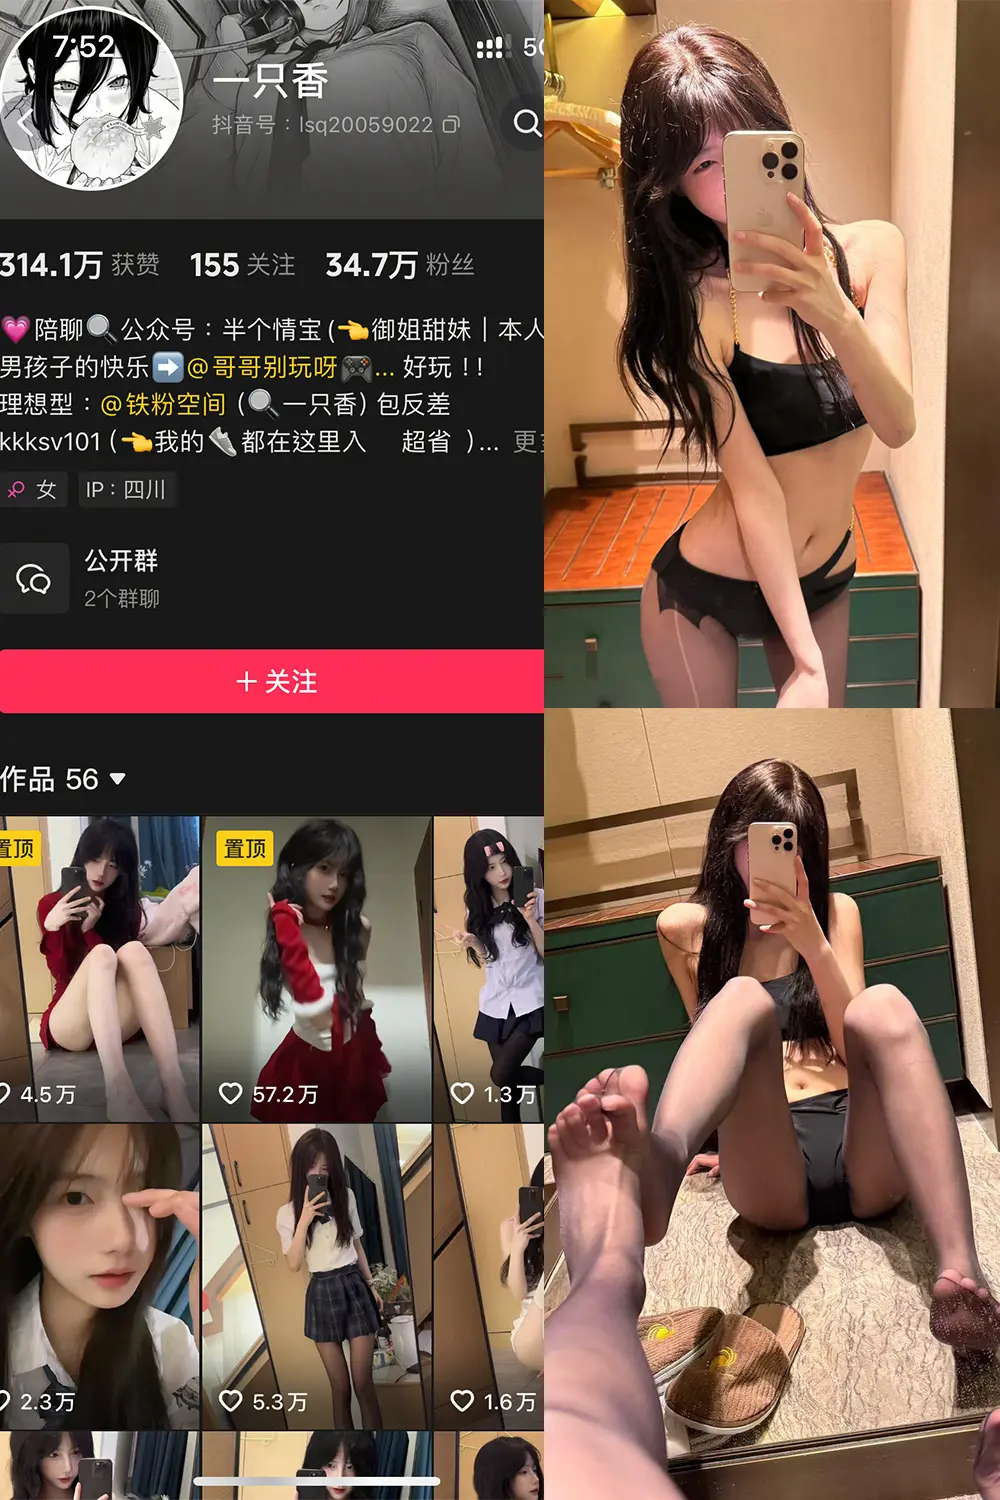 7:52
一只香
抖音号：lsq20059022
314.1万 获赞 155 关注 34.7万 粉丝
💗陪聊🔍公众号：半个情宝(👈御姐甜妹｜本人
男孩子的快乐➡️@哥哥别玩呀🎮... 好玩 !!
理想型：@铁粉空间 (🔍一只香) 包反差
kkksv101 (👈我的👟都在这里入 超省 )... 更
女 IP：四川
公开群
2个群聊
＋关注
作品 56
置顶
置顶
4.5万
57.2万
1.3万
2.3万
5.3万
1.6万